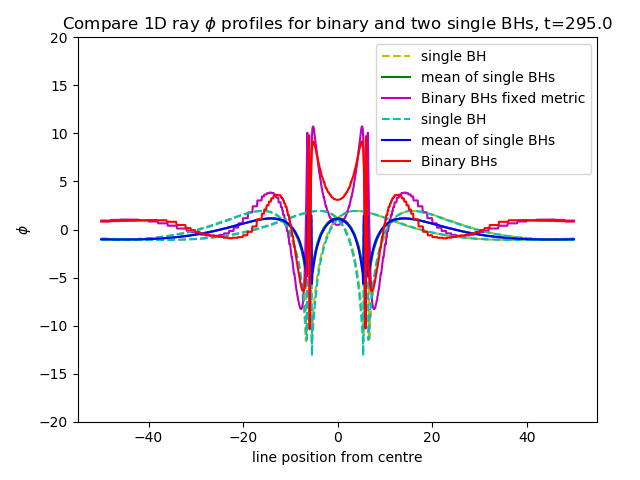 Compare 1D ray ϕ profiles for binary and two single BHs, t=295.0
single BH
mean of single BHs
Binary BHs fixed metric
single BH
mean of single BHs
Binary BHs
20
15
10
5
0
−5
−10
−15
−20
ϕ
−40 −20 0 20 40
line position from centre